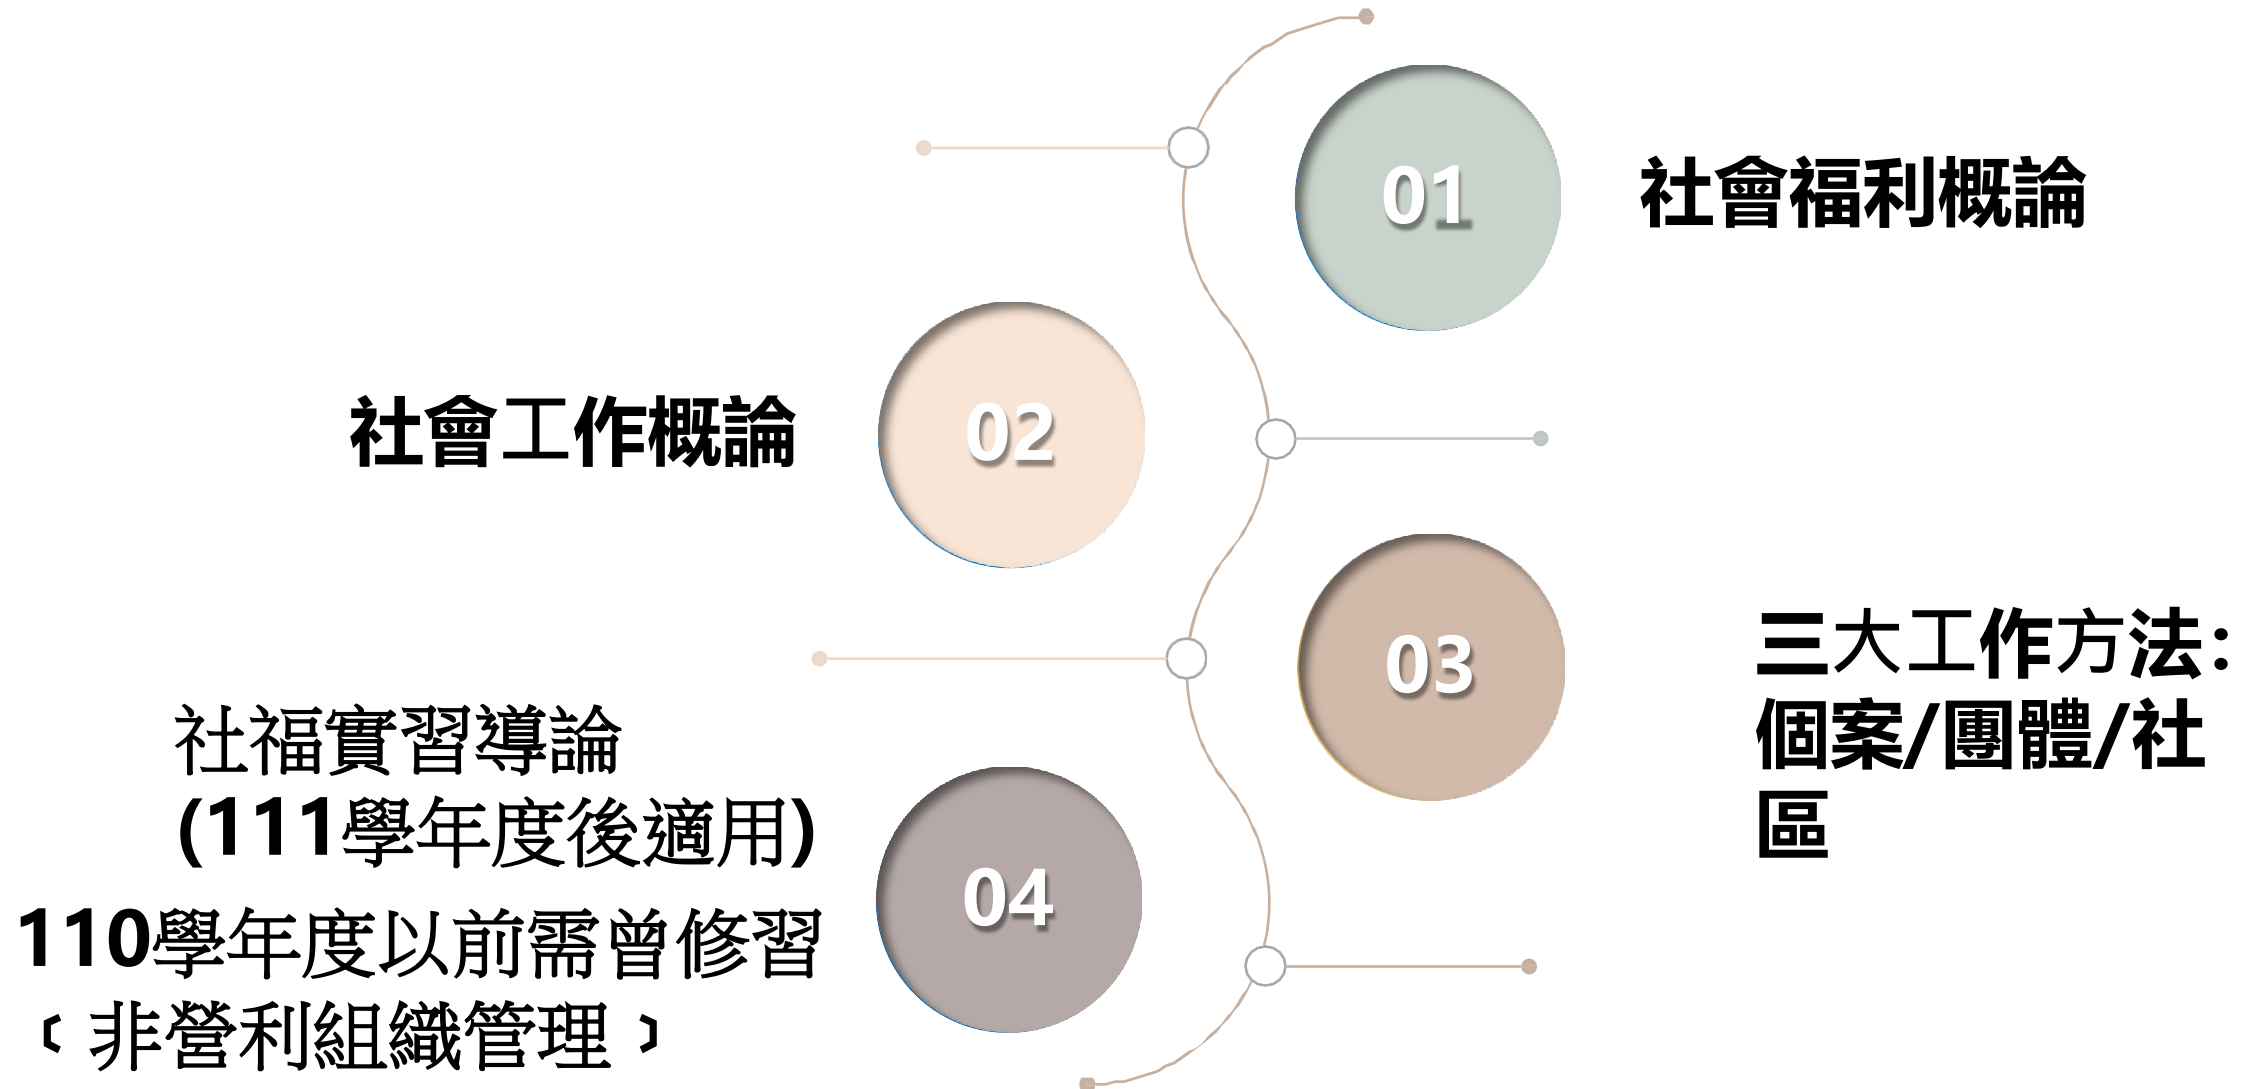 01
社會福利概論
02
社會工作概論
03
三大工作方法：
個案/團體/社
區
04
社福實習導論
(111學年度後適用)
110學年度以前需曾修習
﹝非營利組織管理﹞